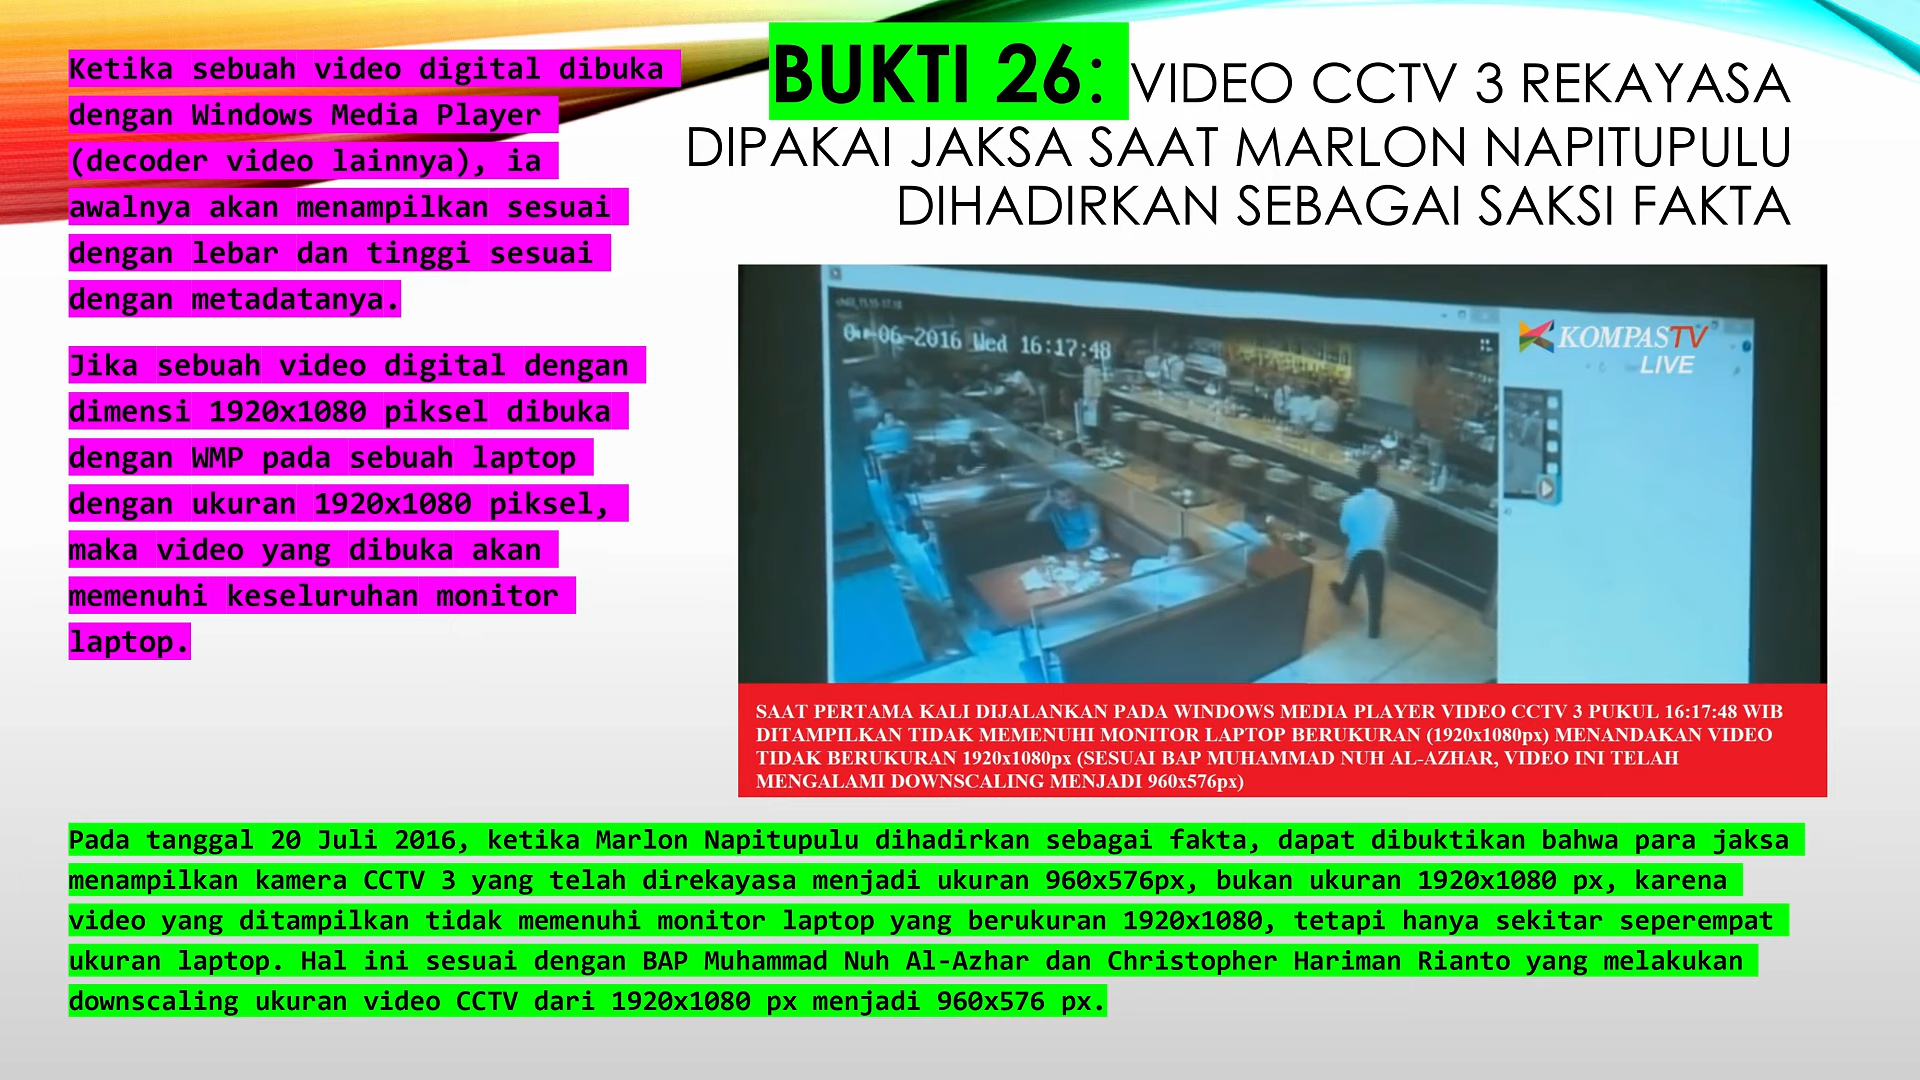 Ketika sebuah video digital dibuka
dengan Windows Media Player
(decoder video lainnya), ia
awalnya akan menampilkan sesuai
dengan lebar dan tinggi sesuai
dengan metadatanya.
Jika sebuah video digital dengan
dimensi 1920x1080 piksel dibuka
dengan WMP pada sebuah laptop
dengan ukuran 1920x1080 piksel,
maka video yang dibuka akan
memenuhi keseluruhan monitor
laptop.
BUKTI 26: VIDEO CCTV 3 REKAYASA
DIPAKAI JAKSA SAAT MARLON NAPITUPULU
DIHADIRKAN SEBAGAI SAKSI FAKTA
-06-2016 Wed 16:17:48
KOMPASTV
LIVE
SAAT PERTAMA KALI DIJALANKAN PADA WINDOWS MEDIA PLAYER VIDEO CCTV 3 PUKUL 16:17:48 WIB
DITAMPILKAN TIDAK MEMENUHI MONITOR LAPTOP BERUKURAN (1920x1080px) MENANDAKAN VIDEO
TIDAK BERUKURAN 1920x1080px (SESUAI BAP MUHAMMAD NUH AL-AZHAR, VIDEO INI TELAH
MENGALAMI DOWNSCALING MENJADI 960x576px)
Pada tanggal 20 Juli 2016, ketika Marlon Napitupulu dihadirkan sebagai fakta, dapat dibuktikan bahwa para jaksa
menampilkan kamera CCTV 3 yang telah direkayasa menjadi ukuran 960x576px, bukan ukuran 1920x1080 px, karena
video yang ditampilkan tidak memenuhi monitor laptop yang berukuran 1920x1080, tetapi hanya sekitar seperempat
ukuran laptop. Hal ini sesuai dengan BAP Muhammad Nuh Al-Azhar dan Christopher Hariman Rianto yang melakukan
downscaling ukuran video CCTV dari 1920x1080 px menjadi 960x576 px.